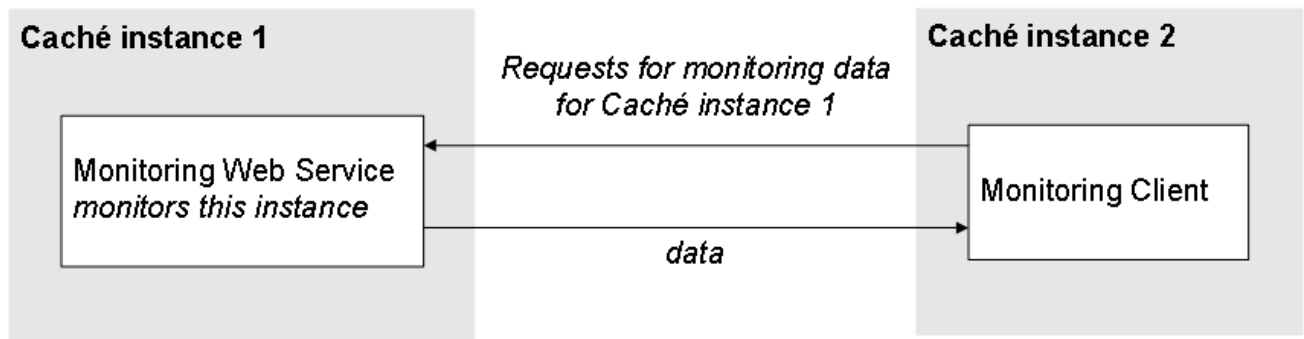 Caché instance 1
Caché instance 2
Requests for monitoring data
for Caché instance 1
Monitoring Web Service
monitors this instance
Monitoring Client
data